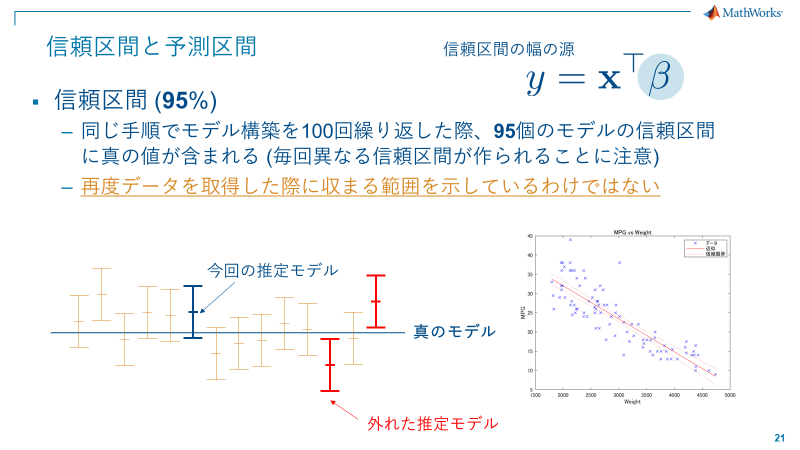 MathWorks
信頼区間と予測区間
信頼区間の幅の源
y = x⊤β
▪ 信頼区間 (95%)
– 同じ手順でモデル構築を100回繰り返した際、95個のモデルの信頼区間
に真の値が含まれる (毎回異なる信頼区間が作られることに注意)
– 再度データを取得した際に収まる範囲を示しているわけではない
今回の推定モデル
真のモデル
外れた推定モデル
MPG vs Weight
データ
近似
信頼限界
MPG
45
40
35
30
25
20
15
10
5
1500 2000 2500 3000 3500 4000 4500 5000
Weight
21